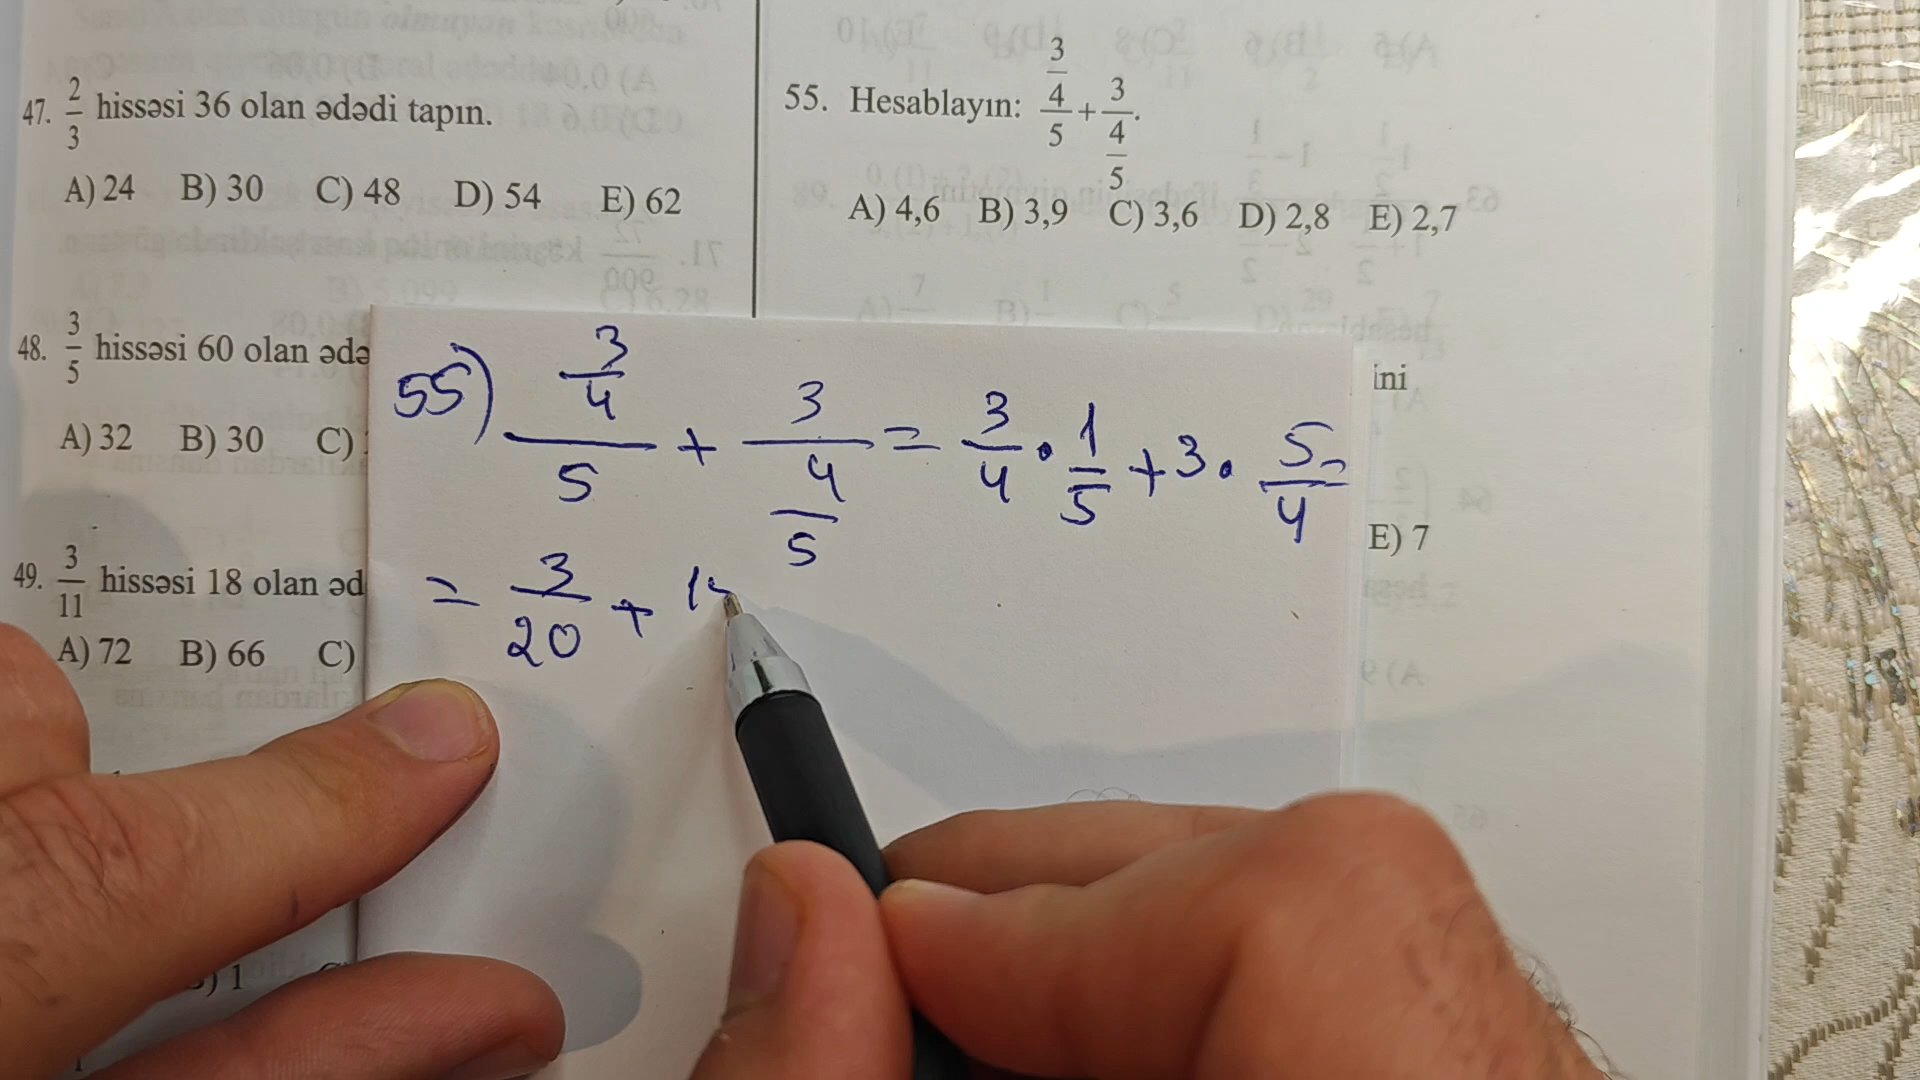 47. 2/3 hissəsi 36 olan ədədi tapın.
A) 24 B) 30 C) 48 D) 54 E) 62
48. 3/5 hissəsi 60 olan ədə
A) 32 B) 30 C)
49. 3/11 hissəsi 18 olan əd
A) 72 B) 66 C)
) 1
55. Hesablayın: (3/4)/5 + 3/(4/5).
A) 4,6 B) 3,9 C) 3,6 D) 2,8 E) 2,7
ini
E) 7
55) (3/4)/5 + 3/(4/5) = 3/4 · 1/5 + 3 · 5/4 =
= 3/20 + 1